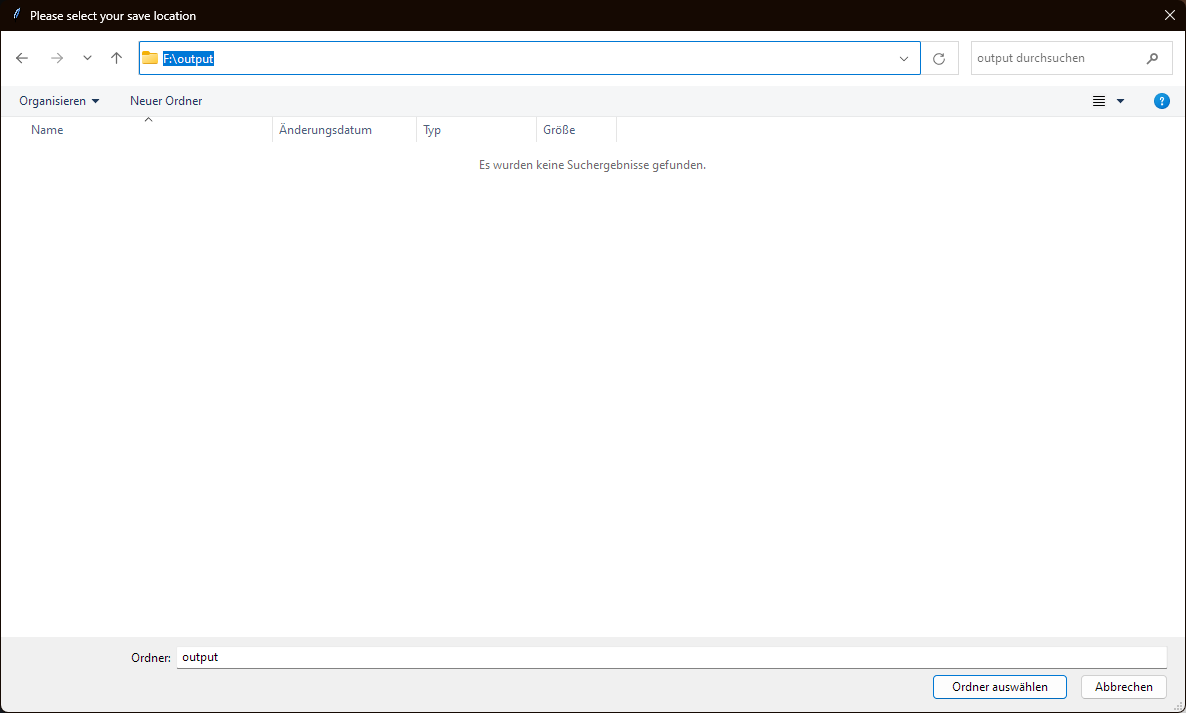 Please select your save location
F:\output
output durchsuchen
Organisieren Neuer Ordner ?
Name Änderungsdatum Typ Größe
Es wurden keine Suchergebnisse gefunden.
Ordner: output
Ordner auswählen Abbrechen